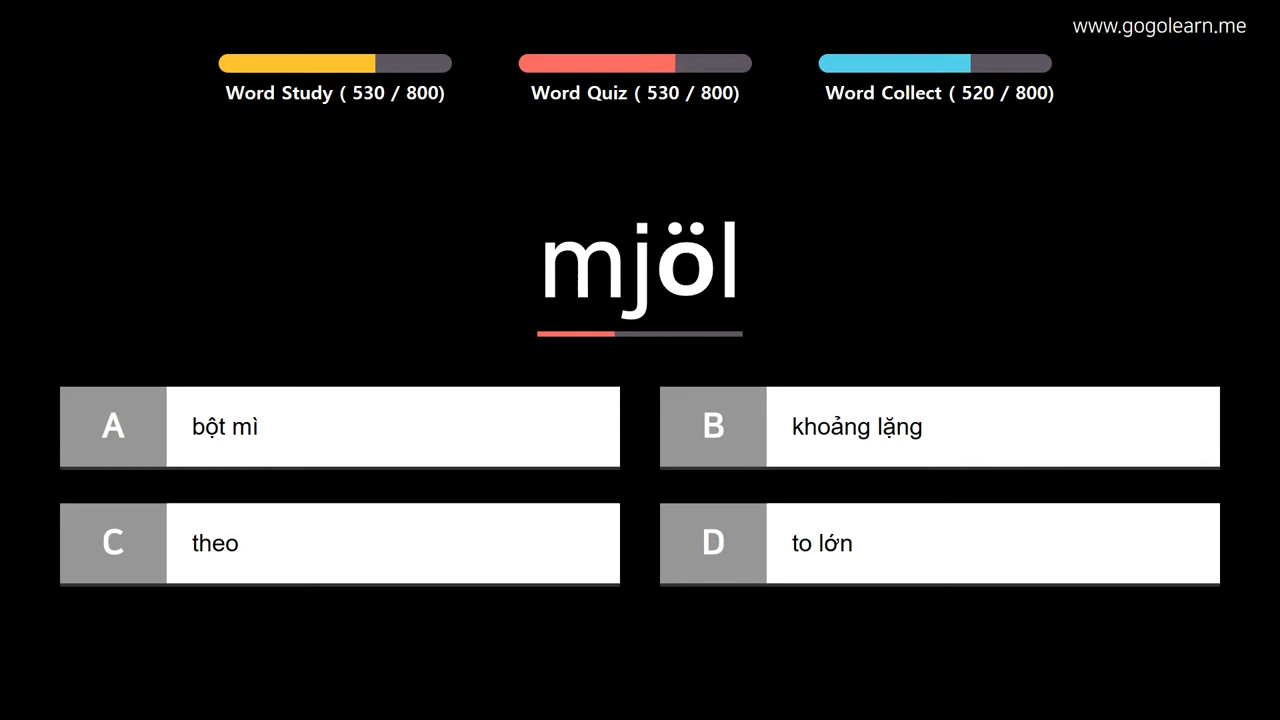 www.gogolearn.me
Word Study ( 530 / 800)
Word Quiz ( 530 / 800)
Word Collect ( 520 / 800)
mjöl
A
bột mì
B
khoảng lặng
C
theo
D
to lớn